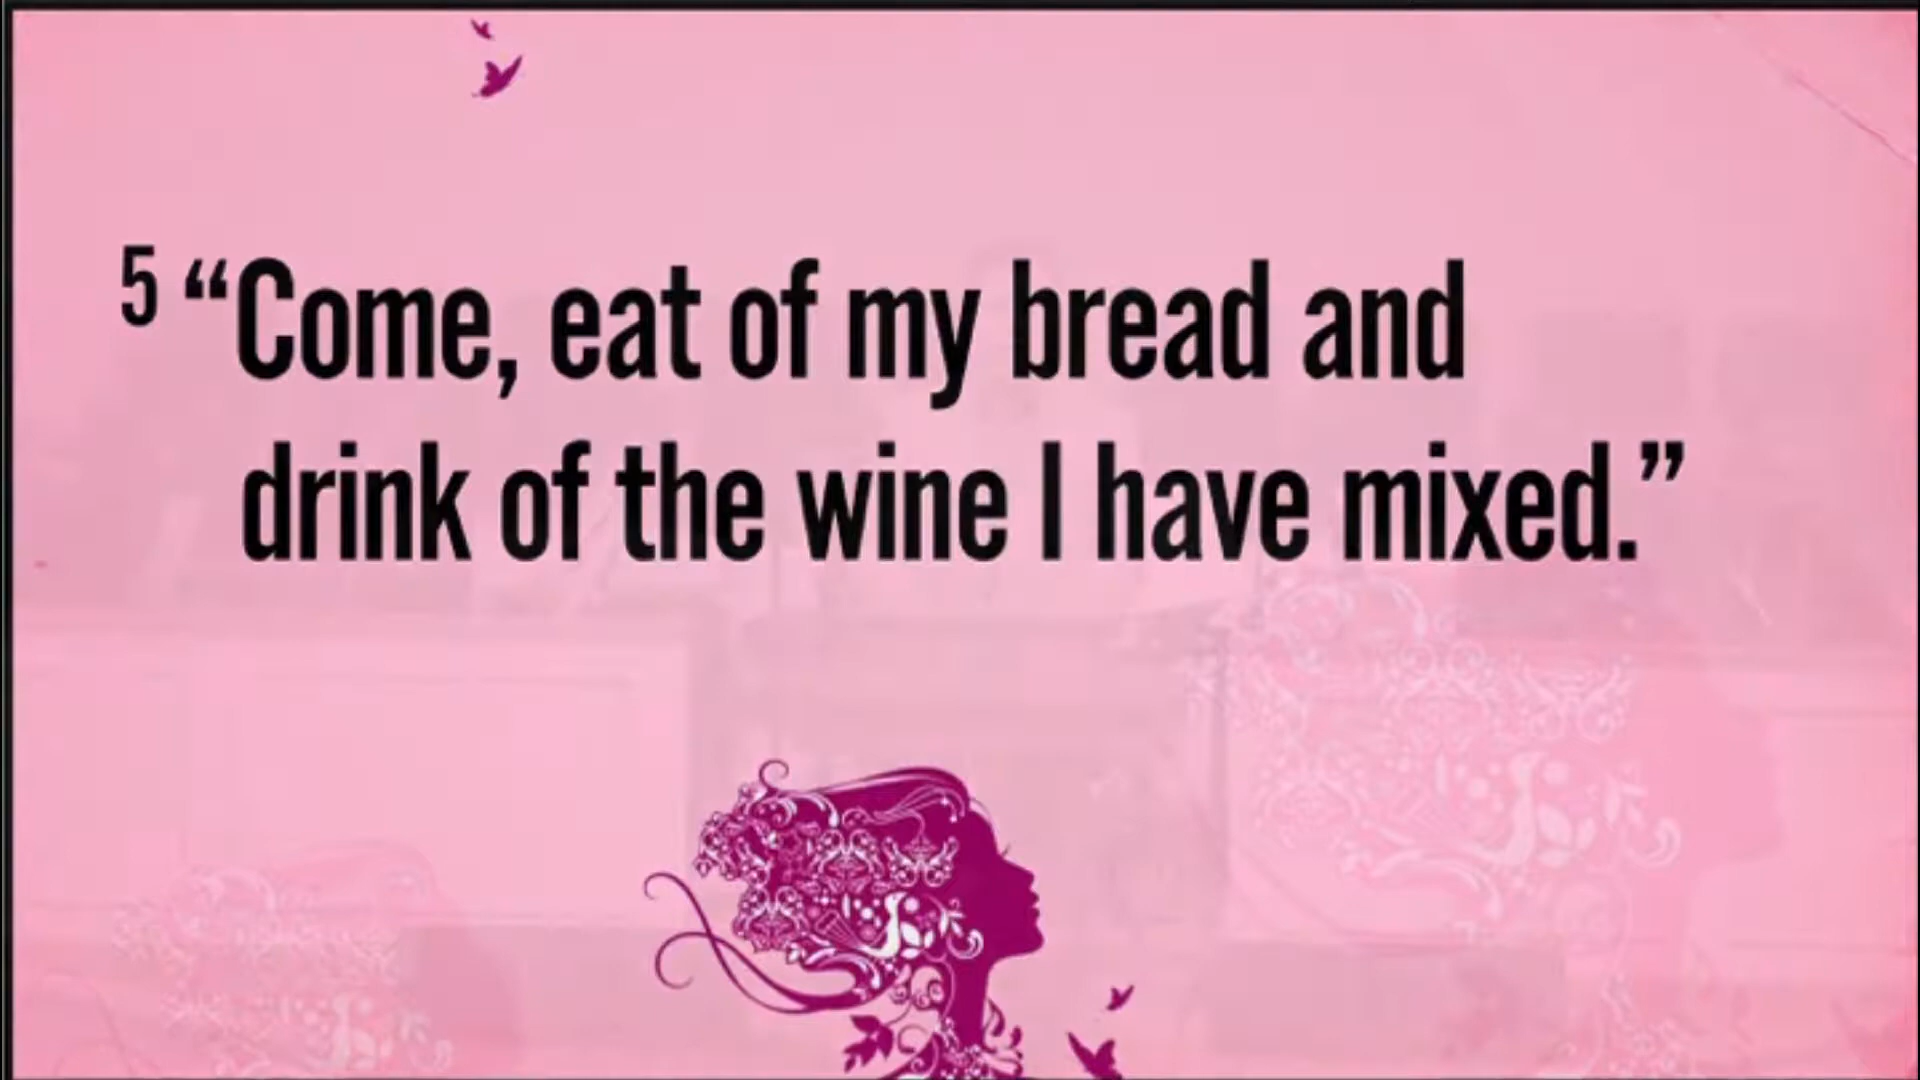 5 “Come, eat of my bread and
drink of the wine I have mixed.”